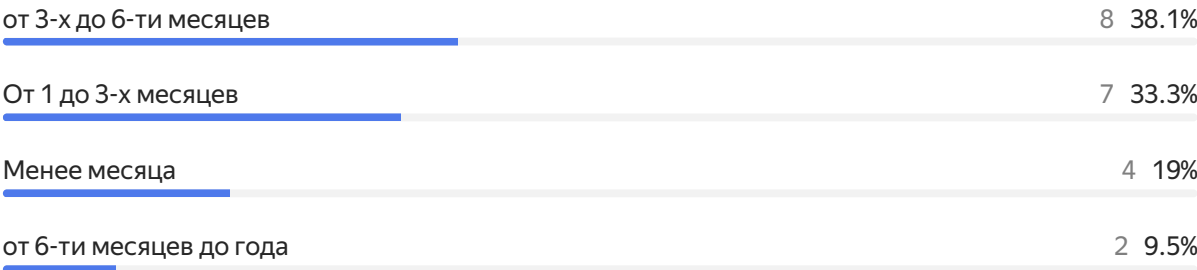 от 3-х до 6-ти месяцев 8 38.1%
От 1 до 3-х месяцев 7 33.3%
Менее месяца 4 19%
от 6-ти месяцев до года 2 9.5%